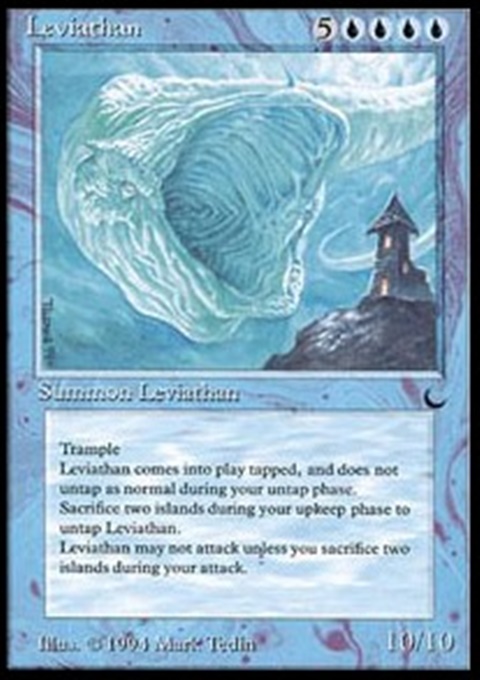 Leviathan 5
Summon Leviathan
Trample
Leviathan comes into play tapped, and does not
untap as normal during your untap phase.
Sacrifice two islands during your upkeep phase to
untap Leviathan.
Leviathan may not attack unless you sacrifice two
islands during your attack.
Illus. © 1994 Mark Tedin 10/10